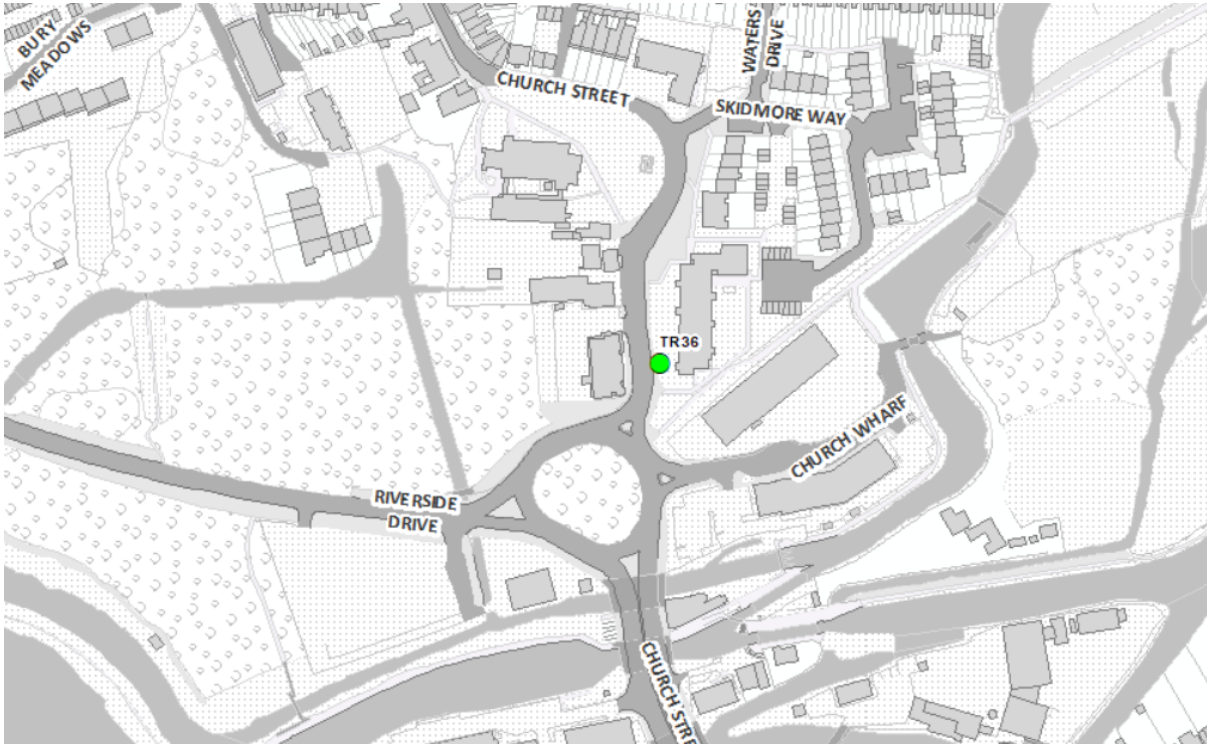 BURY
MEADOWS
CHURCH STREET
WATERS
DRIVE
SKIDMORE WAY
TR36
CHURCH WHARF
RIVERSIDE
DRIVE
CHURCH STRE